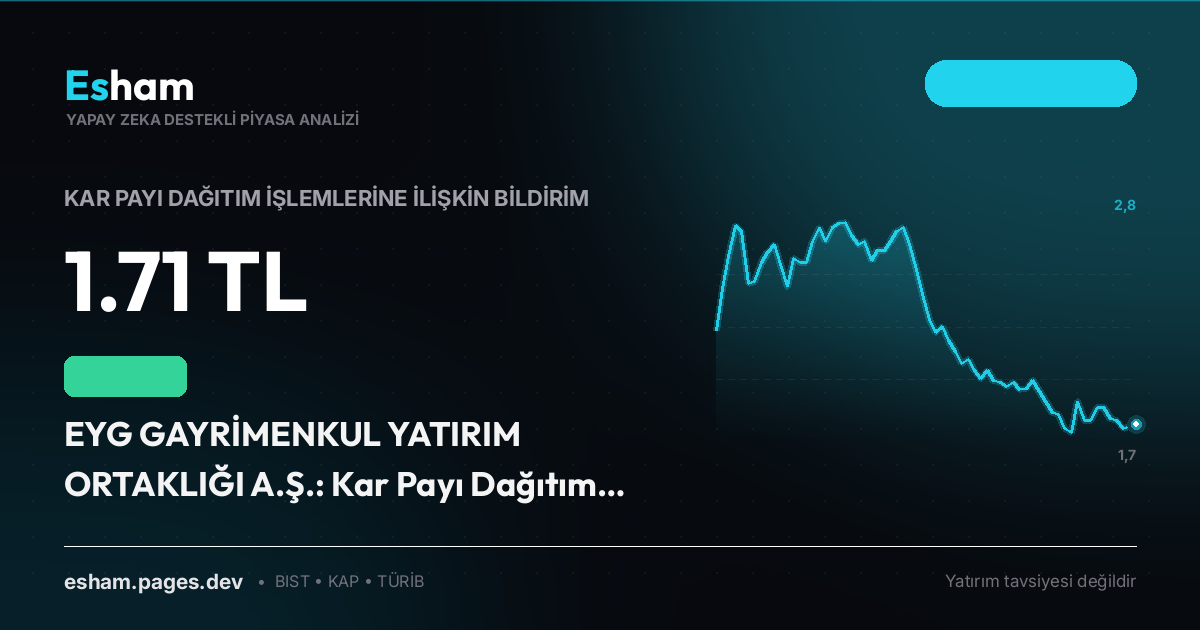 Esham
YAPAY ZEKA DESTEKLİ PİYASA ANALİZİ
KAR PAYI DAĞITIM İŞLEMLERİNE İLİŞKİN BİLDİRİM
1.71 TL
EYG GAYRİMENKUL YATIRIM
ORTAKLIĞI A.Ş.: Kar Payı Dağıtım...
2,8
1,7
esham.pages.dev • BIST • KAP • TÜRİB
Yatırım tavsiyesi değildir